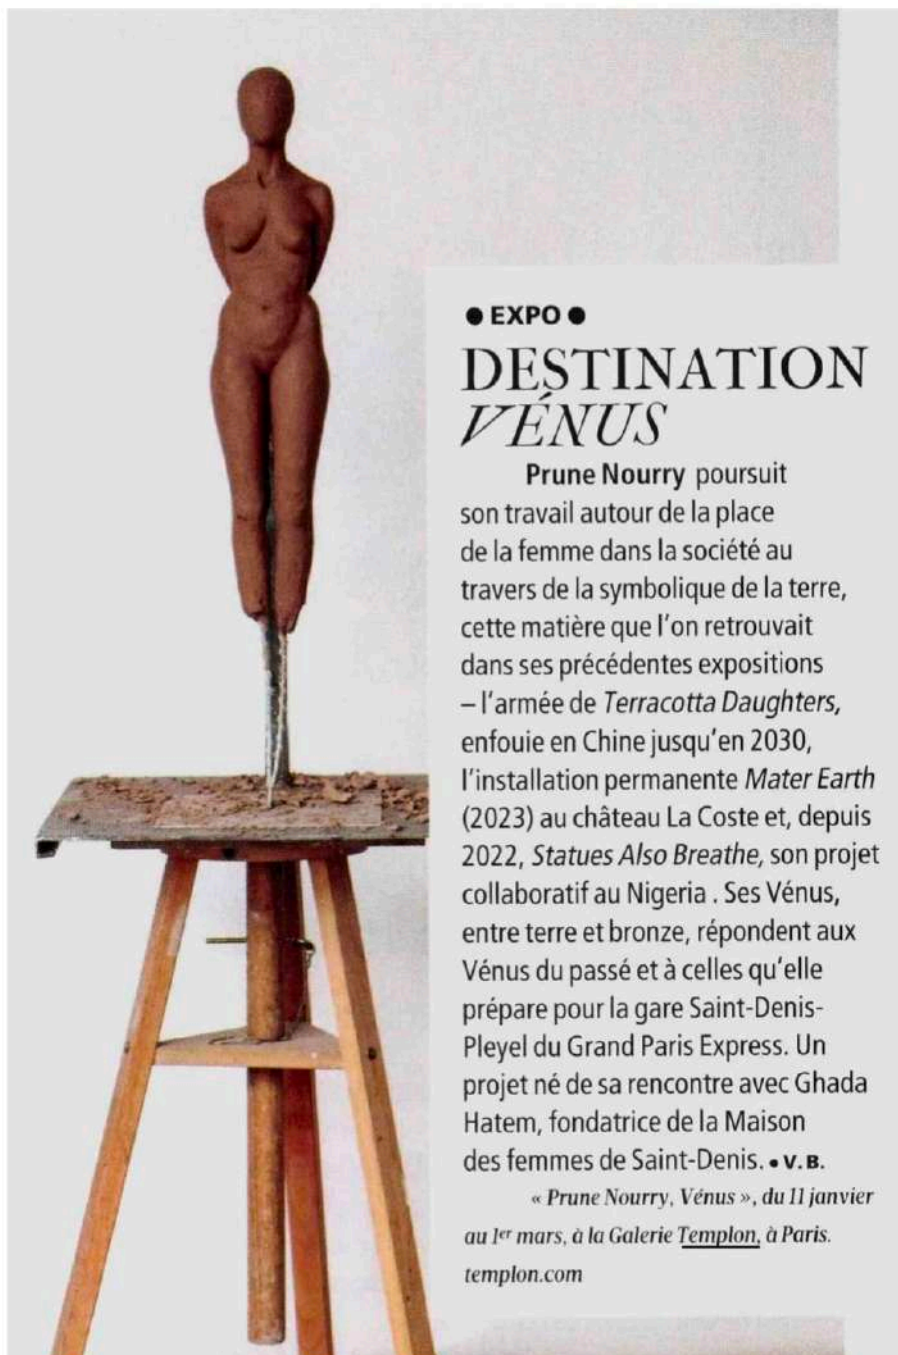 ● EXPO ●
DESTINATION
VÉNUS
Prune Nourry poursuit
son travail autour de la place
de la femme dans la société au
travers de la symbolique de la terre,
cette matière que l'on retrouvait
dans ses précédentes expositions
– l'armée de Terracotta Daughters,
enfouie en Chine jusqu'en 2030,
l'installation permanente Mater Earth
(2023) au château La Coste et, depuis
2022, Statues Also Breathe, son projet
collaboratif au Nigeria . Ses Vénus,
entre terre et bronze, répondent aux
Vénus du passé et à celles qu'elle
prépare pour la gare Saint-Denis-
Pleyel du Grand Paris Express. Un
projet né de sa rencontre avec Ghada
Hatem, fondatrice de la Maison
des femmes de Saint-Denis. • V. B.
« Prune Nourry, Vénus », du 11 janvier
au 1er mars, à la Galerie Templon, à Paris.
templon.com